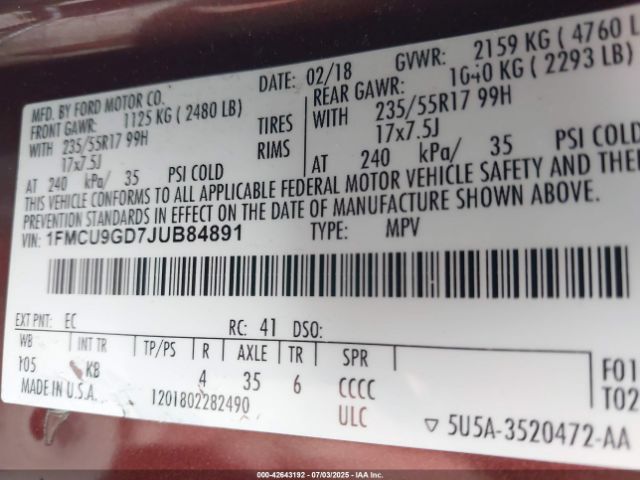 MFD. BY FORD MOTOR CO.
DATE: 02/18 GVWR: 2159 KG ( 4760 L
FRONT GAWR: 1125 KG ( 2480 LB) REAR GAWR: 1040 KG ( 2293 LB)
WITH 235/55R17 99H TIRES WITH 235/55R17 99H
17x7.5J RIMS 17x7.5J
AT 240 kPa/ 35 PSI COLD AT 240 kPa/ 35 PSI COLD
THIS VEHICLE CONFORMS TO ALL APPLICABLE FEDERAL MOTOR VEHICLE SAFETY AND THEF
PREVENTION STANDARDS IN EFFECT ON THE DATE OF MANUFACTURE SHOWN ABOVE.
VIN: 1FMCU9GD7JUB84891 TYPE: MPV
EXT PNT: EC RC: 41 DSO:
WB INT TR TP/PS R AXLE TR SPR
105 KB 4 35 6 CCCC
F01
T02
MADE IN U.S.A. 1201802282490 ULC
5U5A-3520472-AA
000-42643192 - 07/03/2025 - IAAI.COM